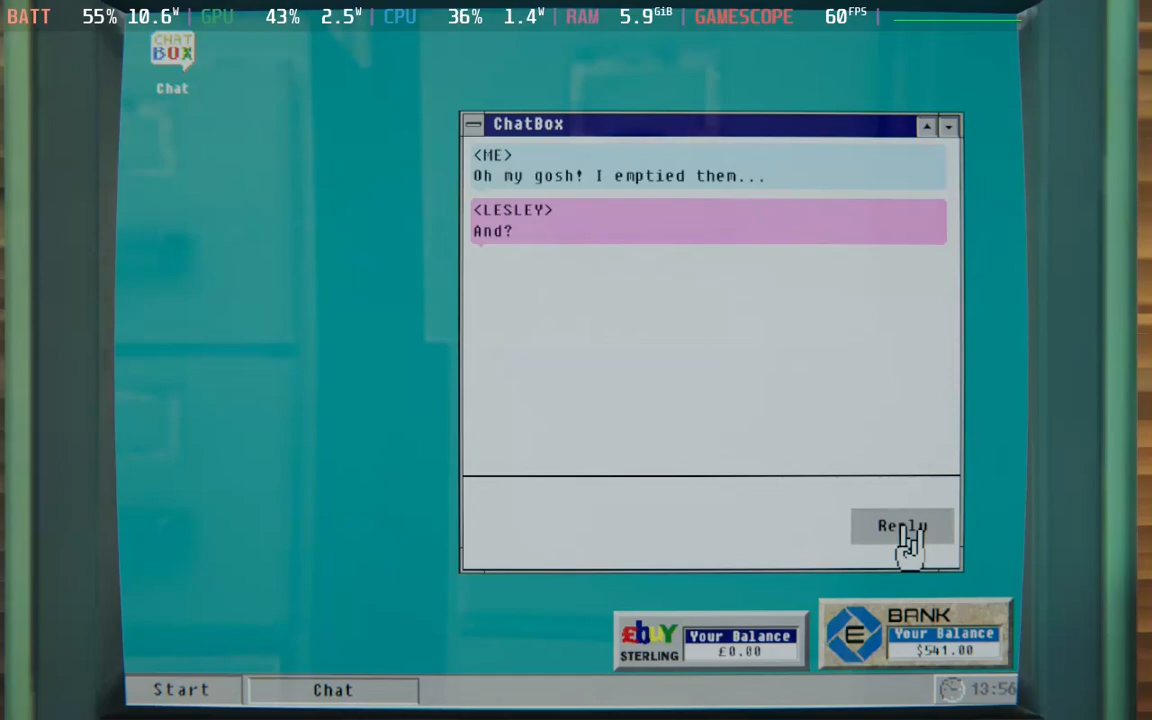 BATT 55% 10.6W | GPU 43% 2.5W | CPU 36% 1.4W | RAM 5.9GiB | GAMESCOPE 60FPS |
CHAT
BOX
Chat
ChatBox
<ME>
Oh my gosh! I emptied them...
<LESLEY>
And?
Reply
ebuy
STERLING
Your Balance
£0.00
E
BANK
Your Balance
$541.00
Start
Chat
13:56